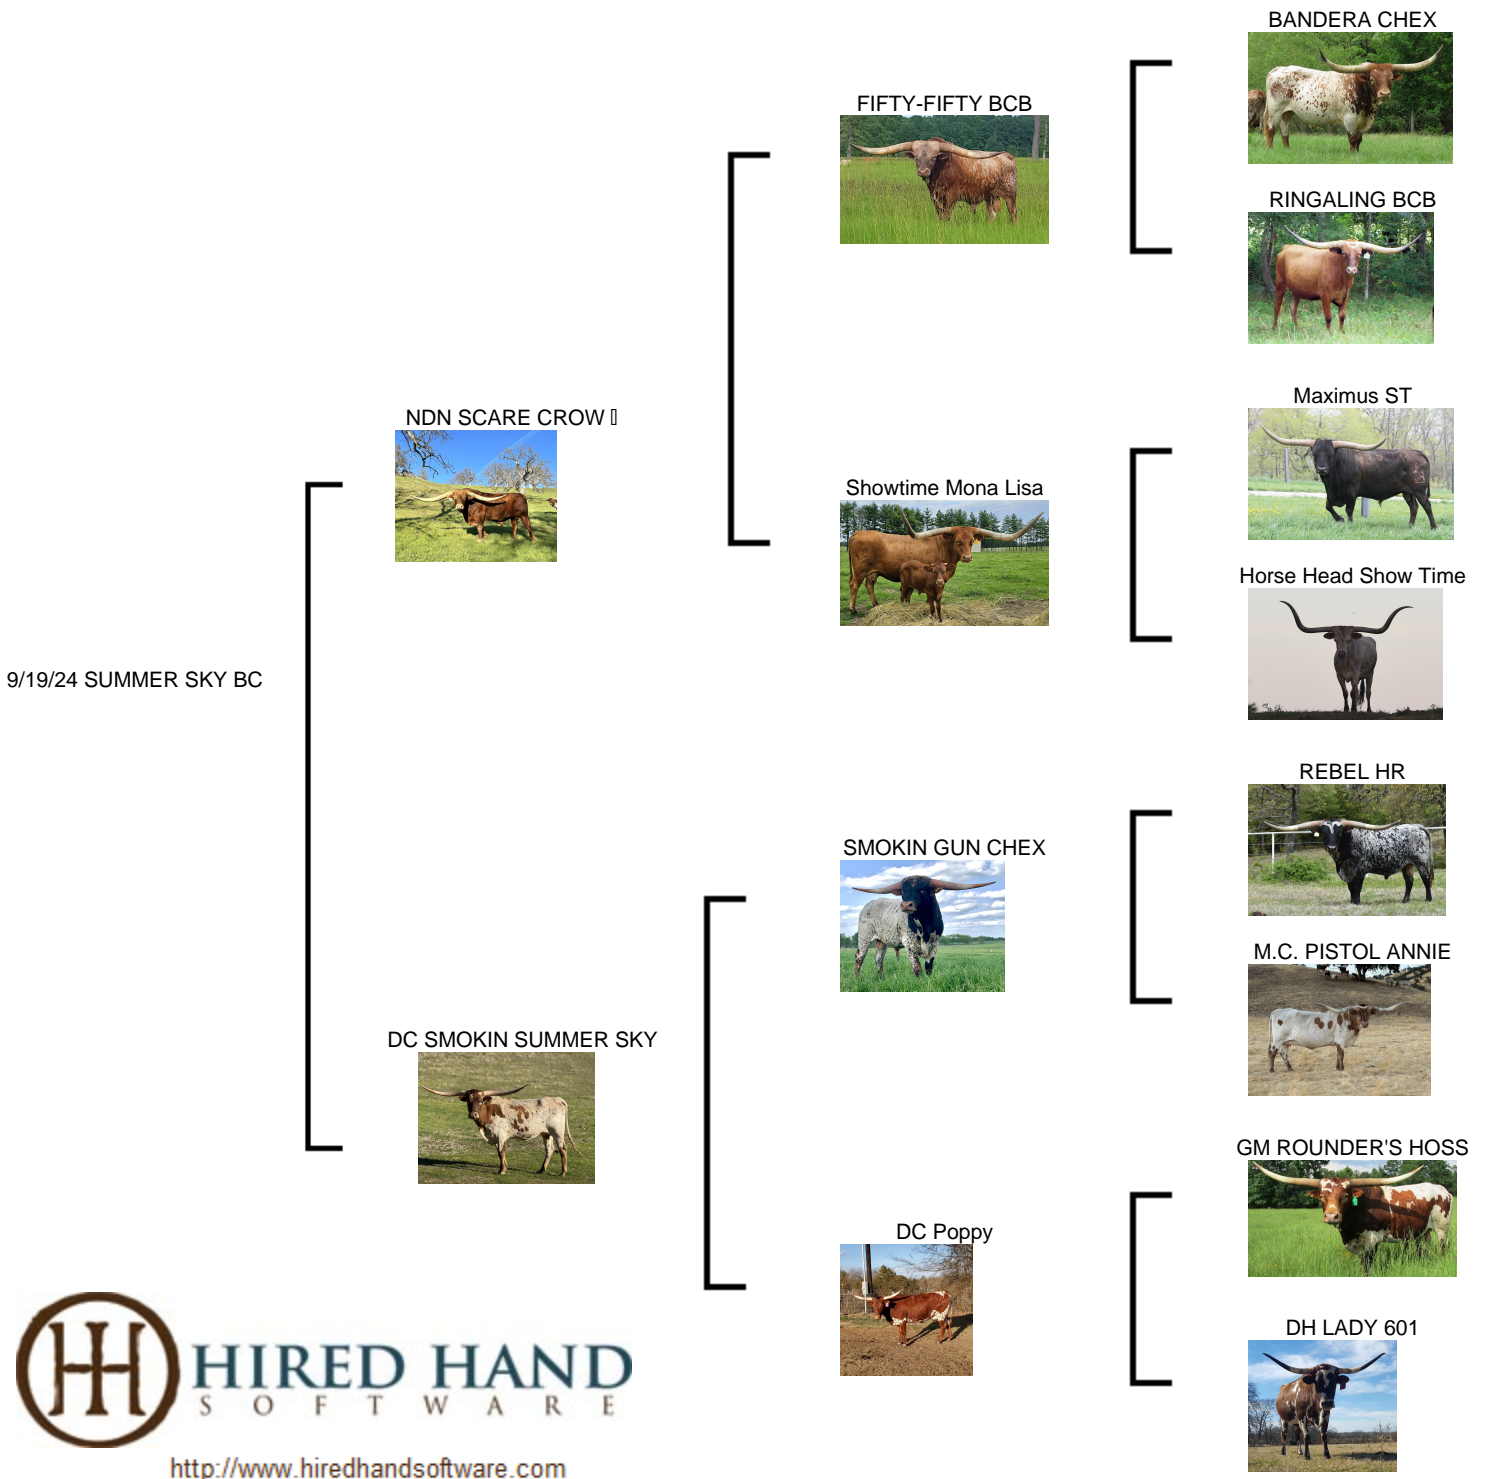 BANDERA CHEX
FIFTY-FIFTY BCB
RINGALING BCB
NDN SCARE CROW
Maximus ST
Showtime Mona Lisa
Horse Head Show Time
9/19/24 SUMMER SKY BC
REBEL HR
SMOKIN GUN CHEX
M.C. PISTOL ANNIE
DC SMOKIN SUMMER SKY
GM ROUNDER'S HOSS
DC Poppy
DH LADY 601
HIRED HAND
SOFTWARE
http://www.hiredhandsoftware.com